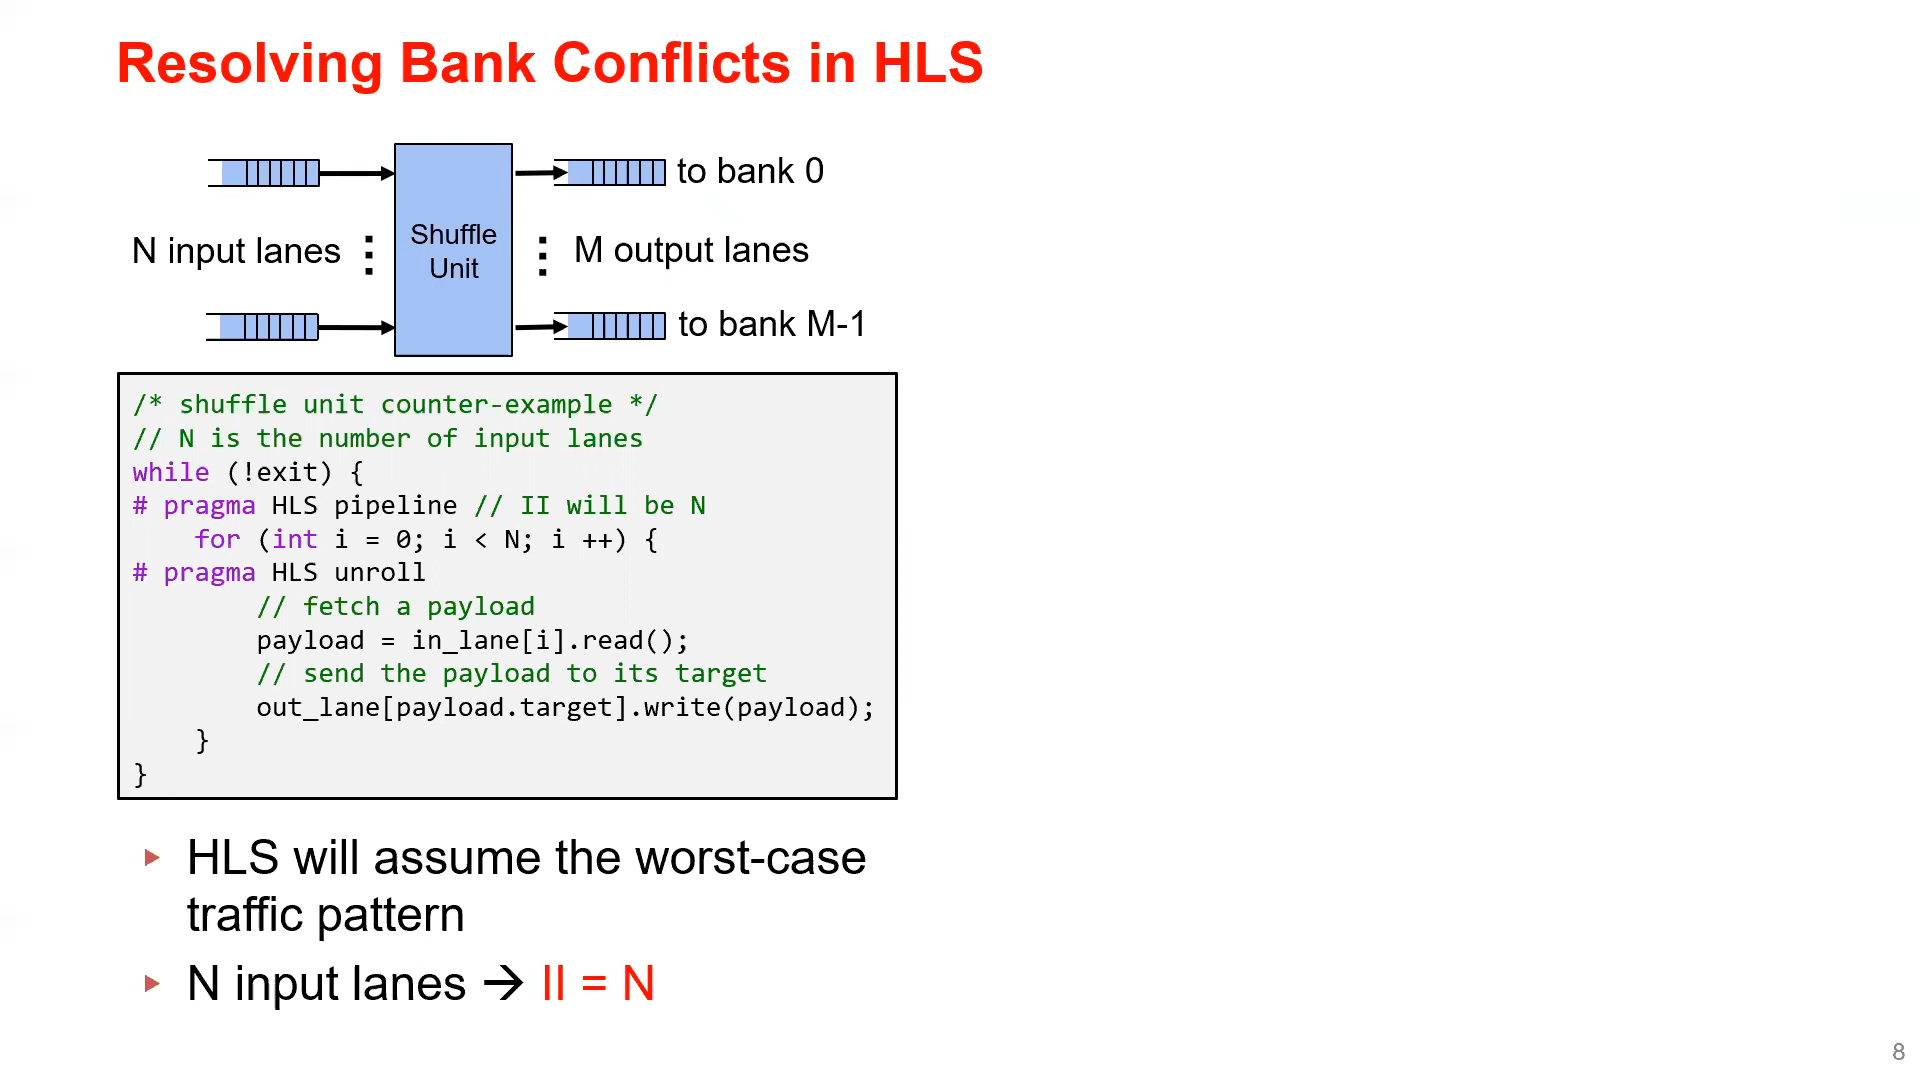 Resolving Bank Conflicts in HLS
to bank 0
N input lanes
Shuffle
Unit
M output lanes
to bank M-1
/* shuffle unit counter-example */
// N is the number of input lanes
while (!exit) {
# pragma HLS pipeline // II will be N
    for (int i = 0; i < N; i ++) {
# pragma HLS unroll
        // fetch a payload
        payload = in_lane[i].read();
        // send the payload to its target
        out_lane[payload.target].write(payload);
    }
}
▸ HLS will assume the worst-case
traffic pattern
▸ N input lanes → II = N
8